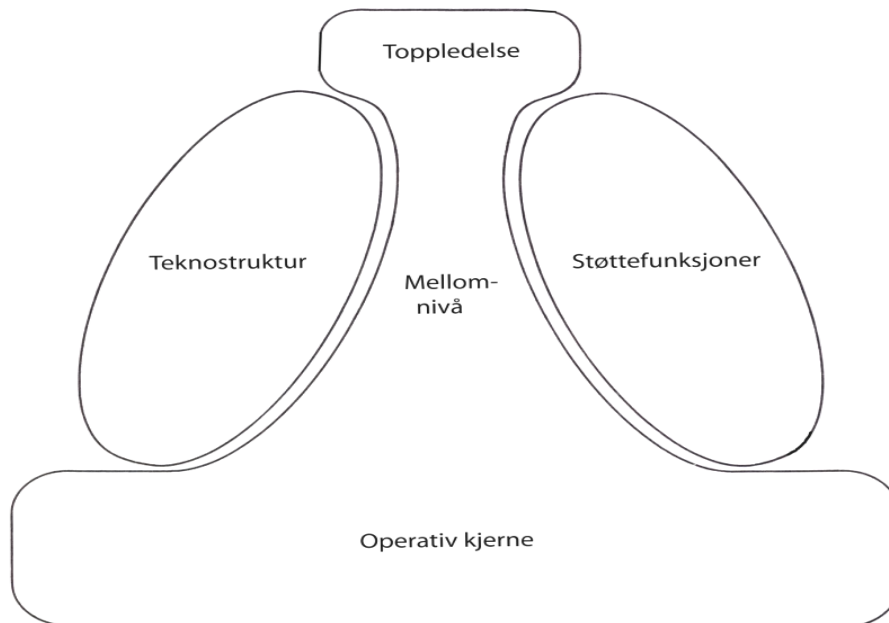 Toppledelse
Teknostruktur
Støttefunksjoner
Mellom-
nivå
Operativ kjerne